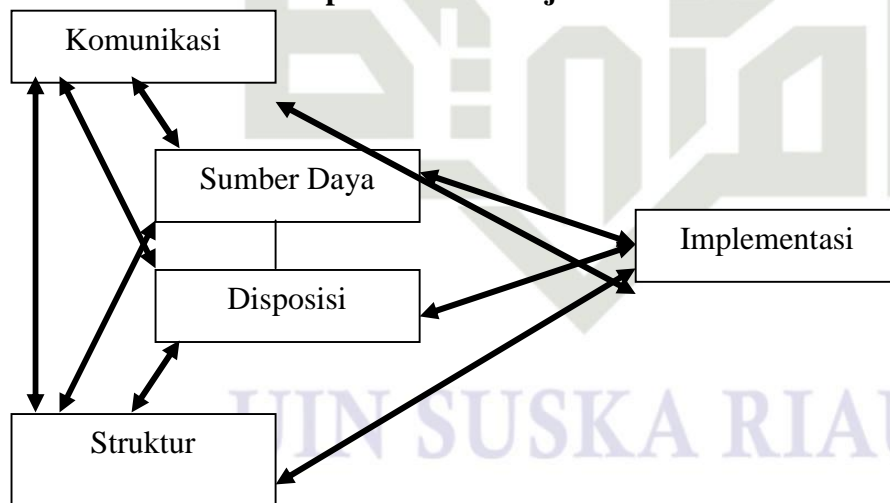 Komunikasi
Sumber Daya
Implementasi
Disposisi
Struktur
UIN SUSKA RIAU